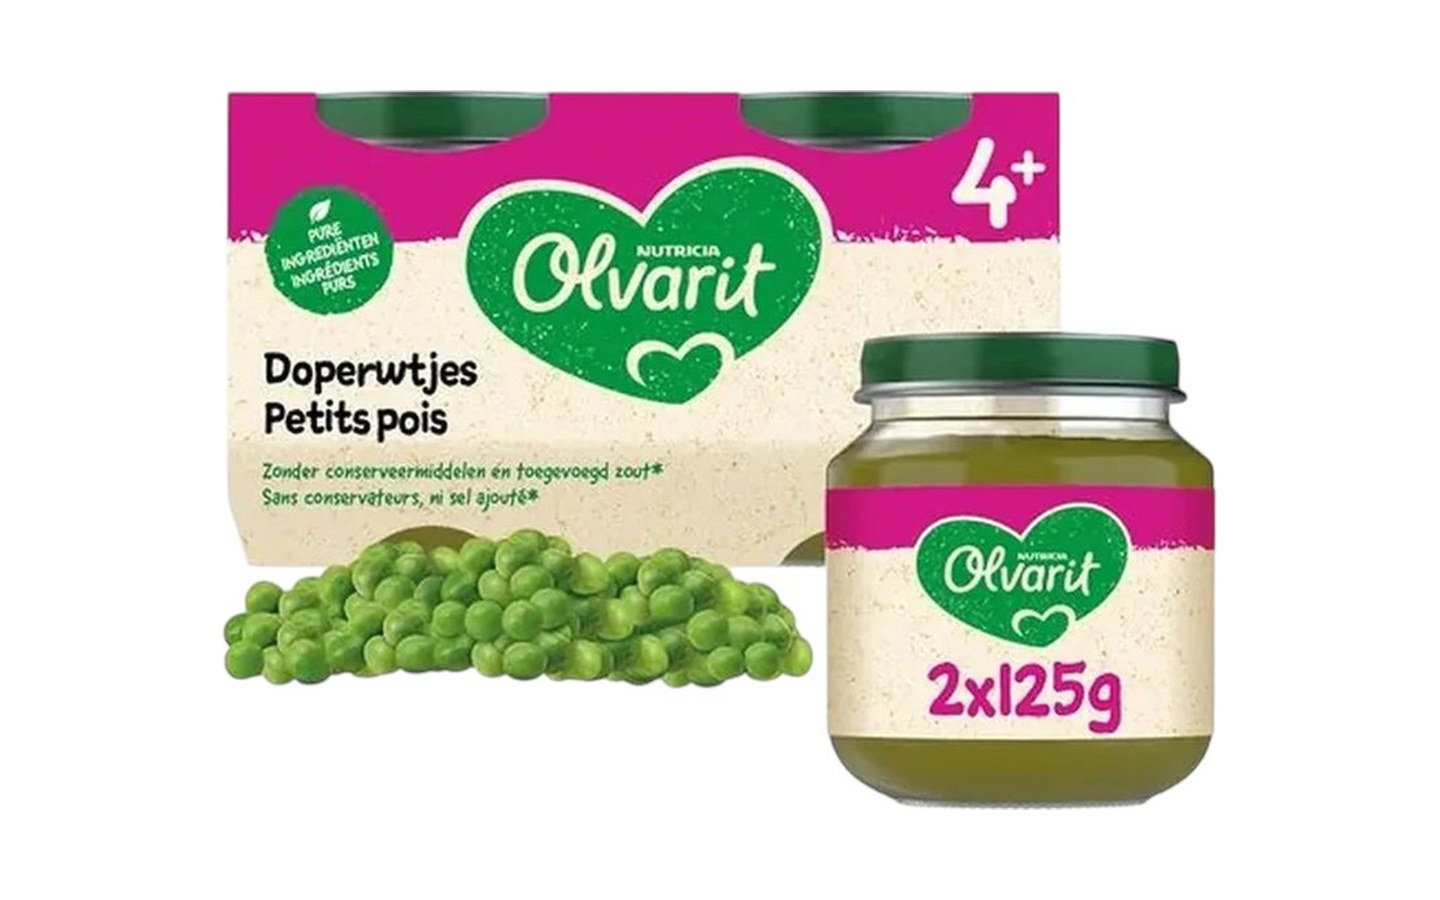 4+
NUTRICIA
Olvarit
PURE
INGREDIËNTEN
INGRÉDIENTS
PURS
Doperwtjes
Petits pois
Zonder conserveermiddelen en toegevoegd zout*
Sans conservateurs, ni sel ajouté*
NUTRICIA
Olvarit
2x125g